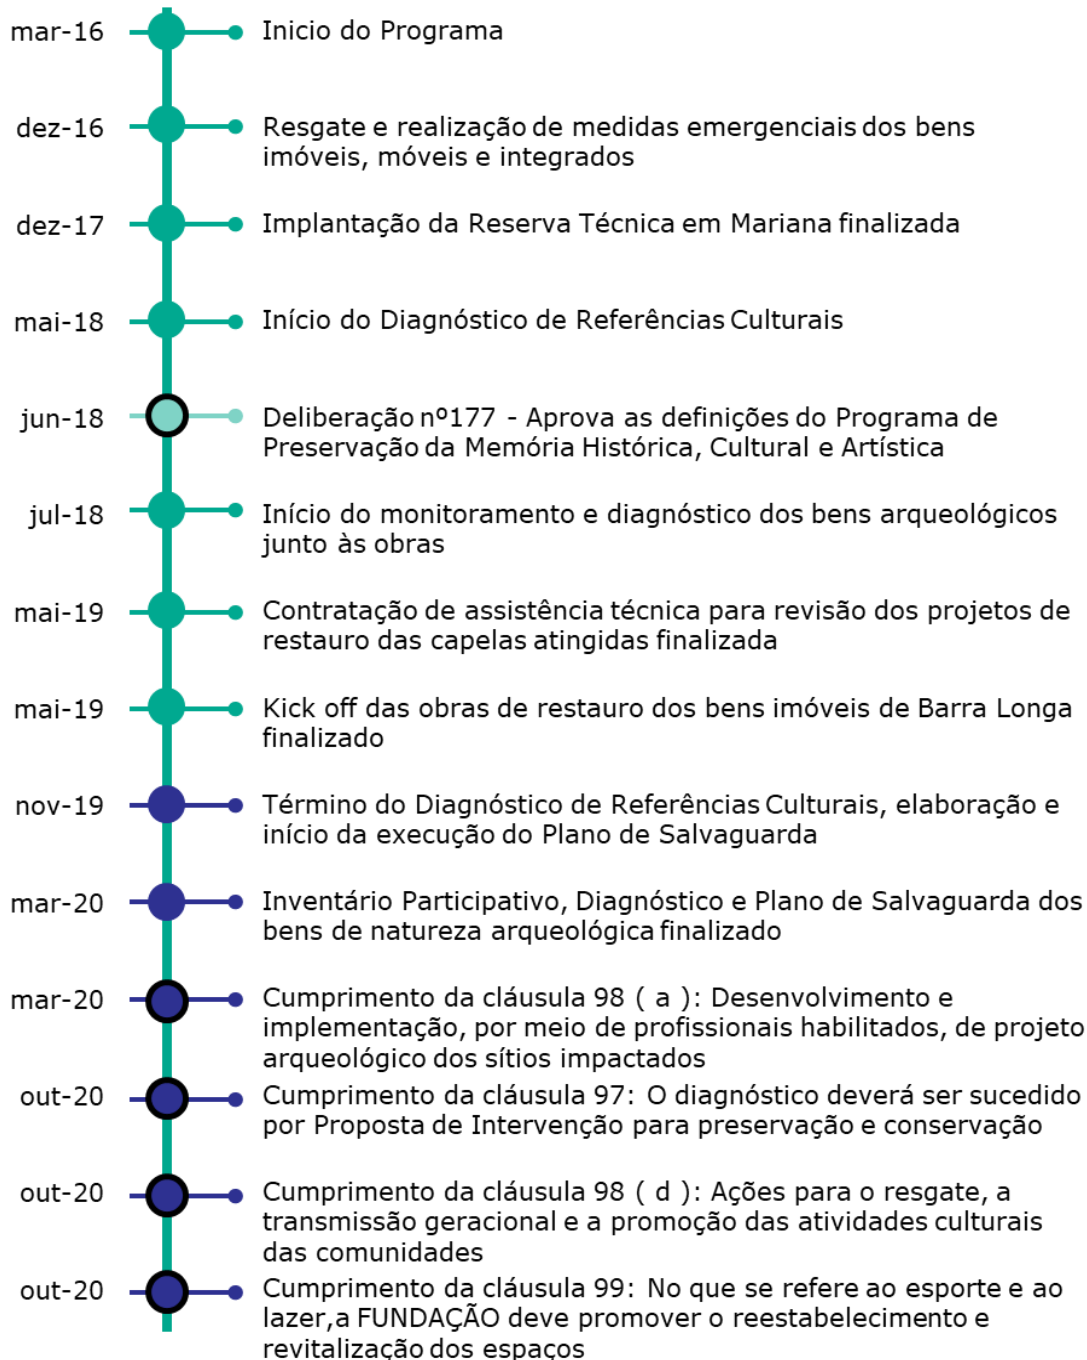 mar-16 Inicio do Programa
dez-16 Resgate e realização de medidas emergenciais dos bens
imóveis, móveis e integrados
dez-17 Implantação da Reserva Técnica em Mariana finalizada
mai-18 Início do Diagnóstico de Referências Culturais
jun-18 Deliberação nº177 - Aprova as definições do Programa de
Preservação da Memória Histórica, Cultural e Artística
jul-18 Início do monitoramento e diagnóstico dos bens arqueológicos
junto às obras
mai-19 Contratação de assistência técnica para revisão dos projetos de
restauro das capelas atingidas finalizada
mai-19 Kick off das obras de restauro dos bens imóveis de Barra Longa
finalizado
nov-19 Término do Diagnóstico de Referências Culturais, elaboração e
início da execução do Plano de Salvaguarda
mar-20 Inventário Participativo, Diagnóstico e Plano de Salvaguarda dos
bens de natureza arqueológica finalizado
mar-20 Cumprimento da cláusula 98 ( a ): Desenvolvimento e
implementação, por meio de profissionais habilitados, de projeto
arqueológico dos sítios impactados
out-20 Cumprimento da cláusula 97: O diagnóstico deverá ser sucedido
por Proposta de Intervenção para preservação e conservação
out-20 Cumprimento da cláusula 98 ( d ): Ações para o resgate, a
transmissão geracional e a promoção das atividades culturais
das comunidades
out-20 Cumprimento da cláusula 99: No que se refere ao esporte e ao
lazer,a FUNDAÇÃO deve promover o reestabelecimento e
revitalização dos espaços